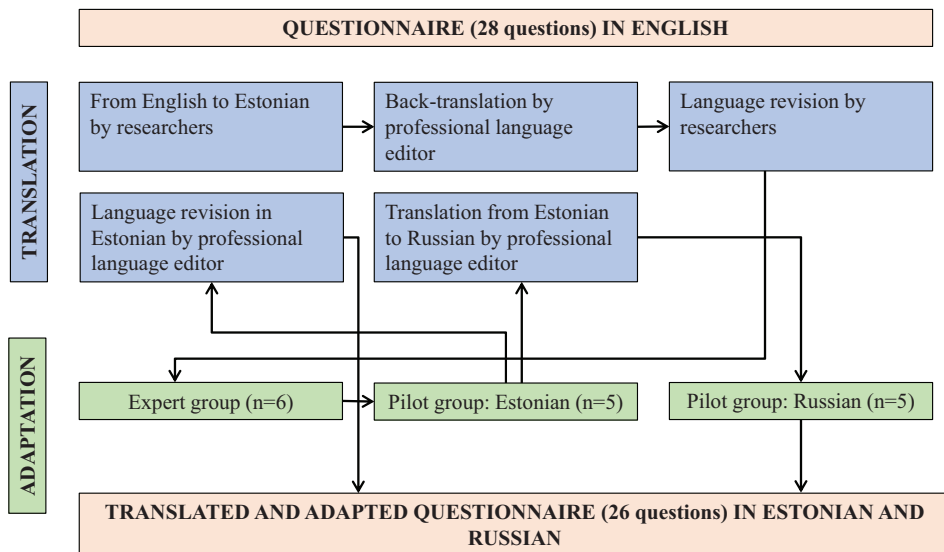 QUESTIONNAIRE (28 questions) IN ENGLISH
TRANSLATION
From English to Estonian
by researchers
Back-translation by
professional language
editor
Language revision by
researchers
Language revision in
Estonian by professional
language editor
Translation from Estonian
to Russian by professional
language editor
ADAPTATION
Expert group (n=6)
Pilot group: Estonian (n=5)
Pilot group: Russian (n=5)
TRANSLATED AND ADAPTED QUESTIONNAIRE (26 questions) IN ESTONIAN AND
RUSSIAN